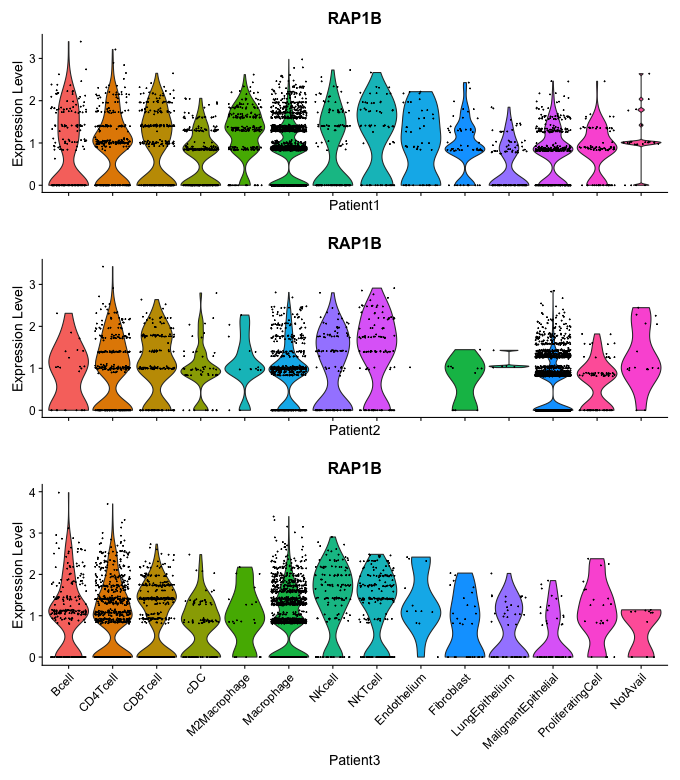 RAP1B
Expression Level
3
2
1
0
Patient1
RAP1B
Expression Level
3
2
1
0
Patient2
RAP1B
Expression Level
4
3
2
1
0
Bcell
CD4Tcell
CD8Tcell
cDC
M2Macrophage
Macrophage
NKcell
NKTcell
Endothelium
Fibroblast
LungEpithelium
MalignantEpithelial
ProliferatingCell
NotAvail
Patient3